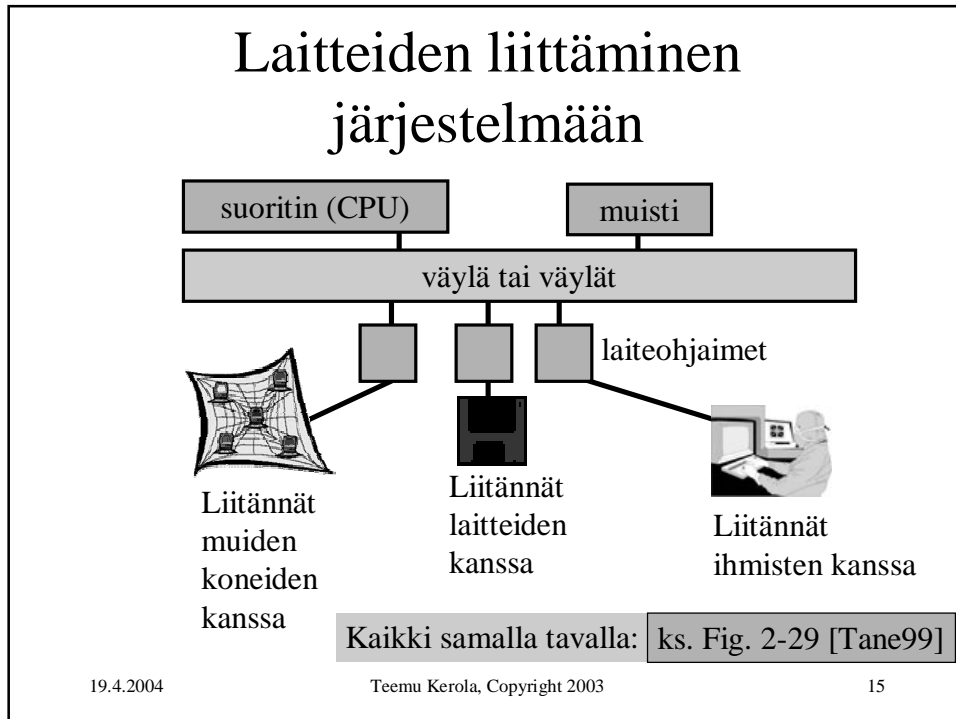 Laitteiden liittäminen
järjestelmään
suoritin (CPU)
muisti
väylä tai väylät
laiteohjaimet
Liitännät
muiden
koneiden
kanssa
Liitännät
laitteiden
kanssa
Liitännät
ihmisten kanssa
Kaikki samalla tavalla: ks. Fig. 2-29 [Tane99]
19.4.2004 Teemu Kerola, Copyright 2003 15